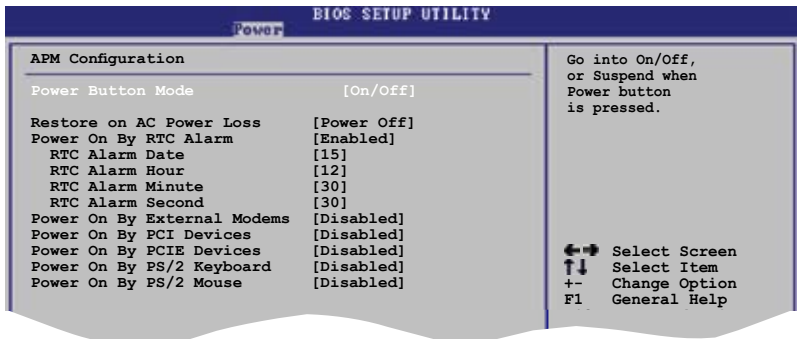 BIOS SETUP UTILITY
Power
APM Configuration
Power Button Mode [On/Off]
Restore on AC Power Loss [Power Off]
Power On By RTC Alarm [Enabled]
RTC Alarm Date [15]
RTC Alarm Hour [12]
RTC Alarm Minute [30]
RTC Alarm Second [30]
Power On By External Modems [Disabled]
Power On By PCI Devices [Disabled]
Power On By PCIE Devices [Disabled]
Power On By PS/2 Keyboard [Disabled]
Power On By PS/2 Mouse [Disabled]
Go into On/Off,
or Suspend when
Power button
is pressed.
←→ Select Screen
↑↓ Select Item
+- Change Option
F1 General Help